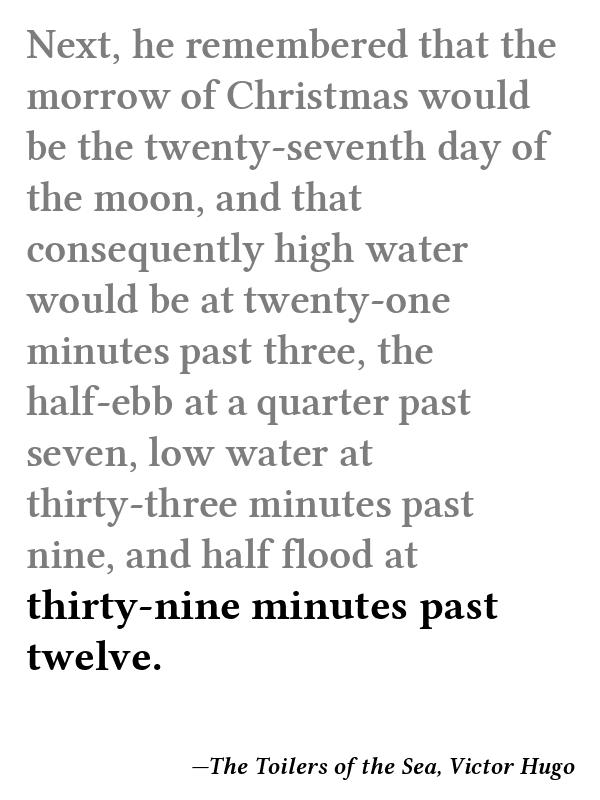 Next, he remembered that the
morrow of Christmas would
be the twenty-seventh day of
the moon, and that
consequently high water
would be at twenty-one
minutes past three, the
half-ebb at a quarter past
seven, low water at
thirty-three minutes past
nine, and half flood at
thirty-nine minutes past
twelve.
—The Toilers of the Sea, Victor Hugo